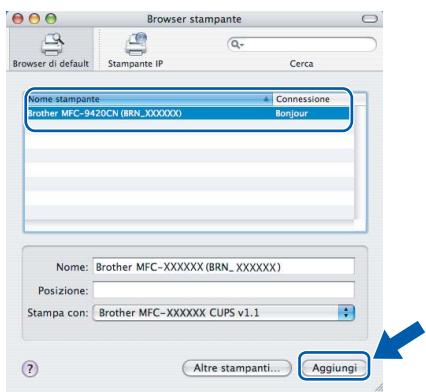 Browser stampante
Browser di default Stampante IP Cerca
Nome stampante Connessione
Brother MFC-9420CN (BRN_XXXXXX) Bonjour
Nome: Brother MFC-XXXXXX (BRN_ XXXXXX)
Posizione:
Stampa con: Brother MFC-XXXXXX CUPS v1.1
? Altre stampanti... Aggiungi